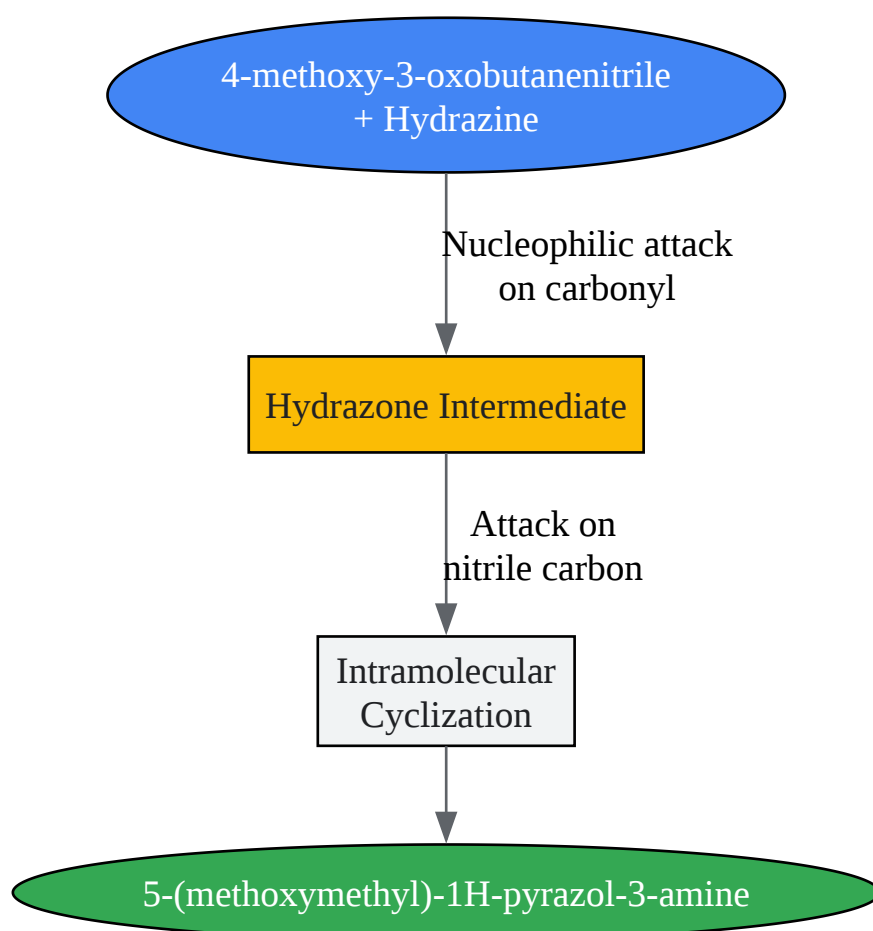 4-methoxy-3-oxobutanenitrile
+ Hydrazine
Nucleophilic attack
on carbonyl
Hydrazone Intermediate
Attack on
nitrile carbon
Intramolecular
Cyclization
5-(methoxymethyl)-1H-pyrazol-3-amine